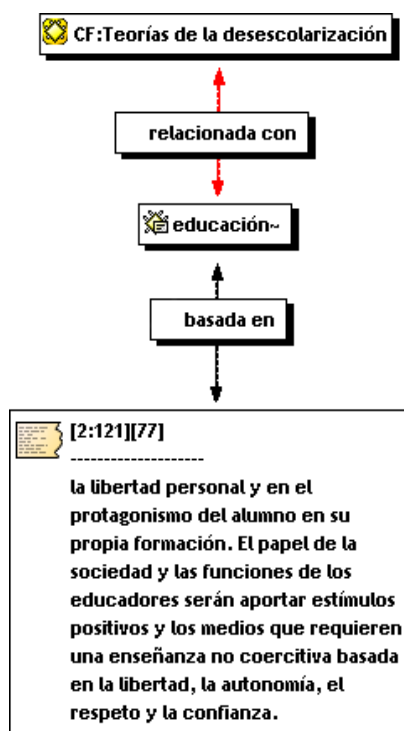 CF:Teorías de la desescolarización
relacionada con
educación~
basada en
[2:121][77]
--------------------
la libertad personal y en el
protagonismo del alumno en su
propia formación. El papel de la
sociedad y las funciones de los
educadores serán aportar estímulos
positivos y los medios que requieren
una enseñanza no coercitiva basada
en la libertad, la autonomía, el
respeto y la confianza.